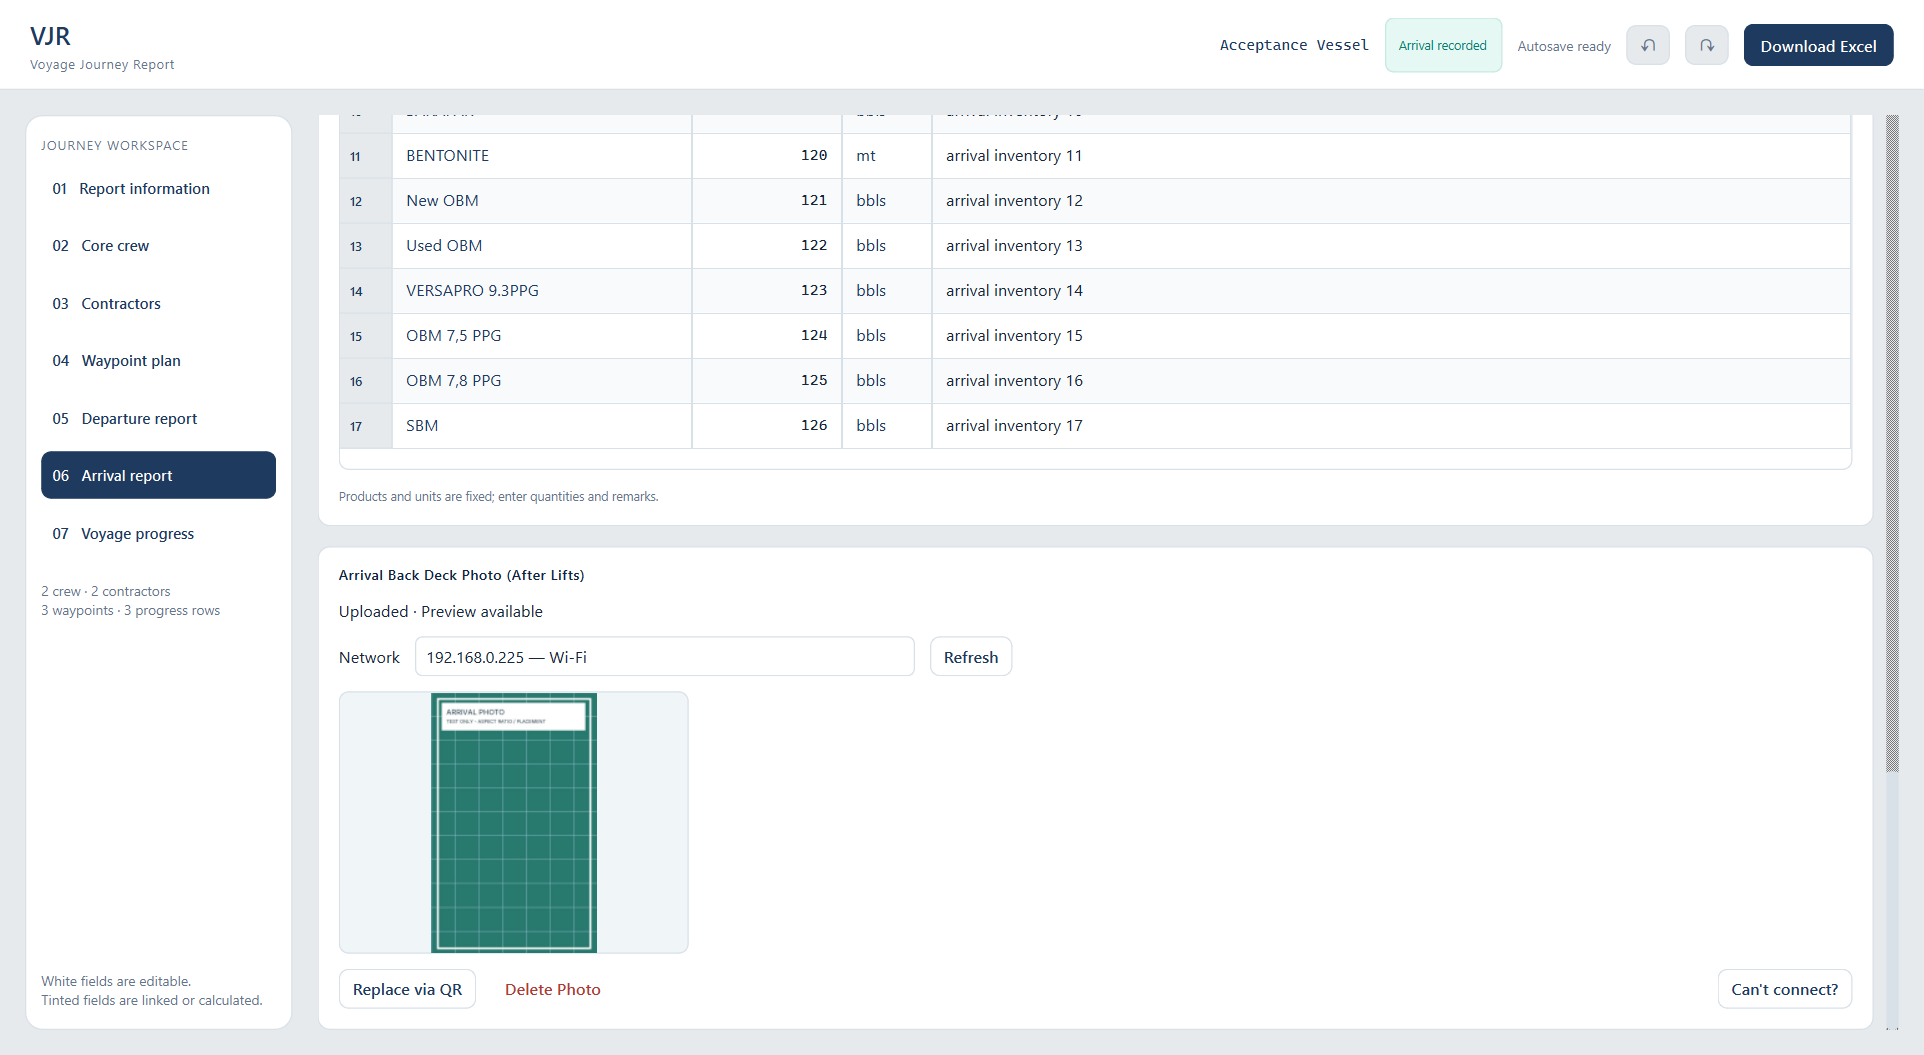 VJR
Voyage Journey Report
Acceptance Vessel
Arrival recorded
Autosave ready
Download Excel
JOURNEY WORKSPACE
01 Report information
02 Core crew
03 Contractors
04 Waypoint plan
05 Departure report
06 Arrival report
07 Voyage progress
2 crew · 2 contractors
3 waypoints · 3 progress rows
White fields are editable.
Tinted fields are linked or calculated.
11 BENTONITE 120 mt arrival inventory 11
12 New OBM 121 bbls arrival inventory 12
13 Used OBM 122 bbls arrival inventory 13
14 VERSAPRO 9.3PPG 123 bbls arrival inventory 14
15 OBM 7,5 PPG 124 bbls arrival inventory 15
16 OBM 7,8 PPG 125 bbls arrival inventory 16
17 SBM 126 bbls arrival inventory 17
Products and units are fixed; enter quantities and remarks.
Arrival Back Deck Photo (After Lifts)
Uploaded · Preview available
Network 192.168.0.225 — Wi-Fi Refresh
ARRIVAL PHOTO
TEST ONLY - ASPECT RATIO / PLACEMENT
Replace via QR
Delete Photo
Can't connect?